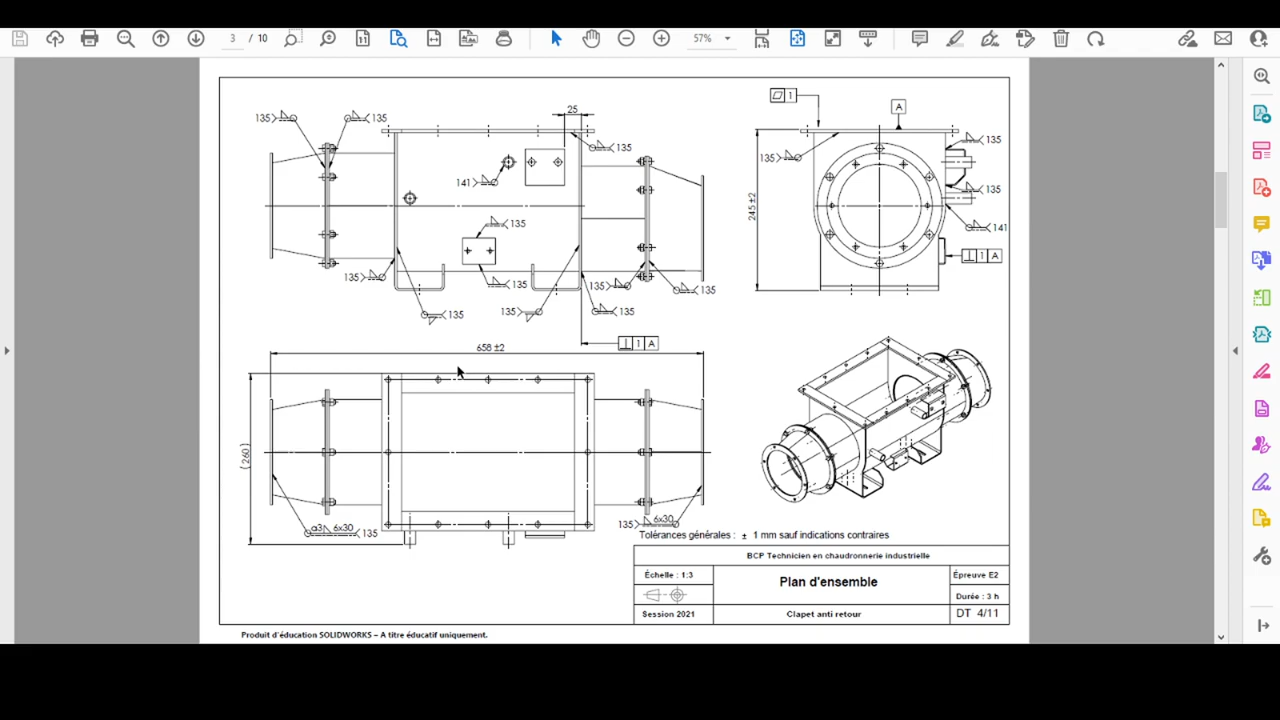 3 / 10
57%
25
135
135
135
141
135
135
135
135
135
135
135
135
1 A
1
A
135
135
135
245 ±2
141
1 A
658 ±2
(260)
a3 6x30
135
135
6x30
Tolérances générales : ± 1 mm sauf indications contraires
BCP Technicien en chaudronnerie industrielle
Échelle : 1:3
Plan d'ensemble
Épreuve E2
Durée : 3 h
Session 2021
Clapet anti retour
DT 4/11
Produit d'éducation SOLIDWORKS – A titre éducatif uniquement.